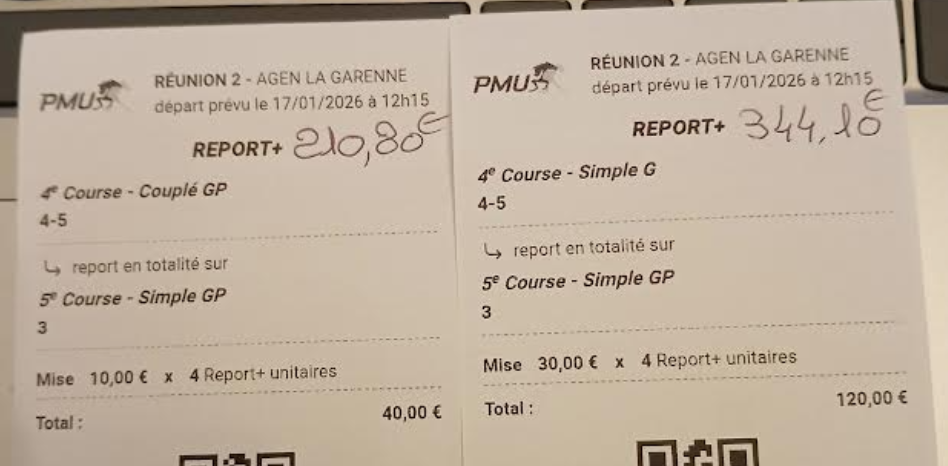 PMU
RÉUNION 2 - AGEN LA GARENNE
départ prévu le 17/01/2026 à 12h15
REPORT+ 210,80€
4e Course - Couplé GP
4-5
↳ report en totalité sur
5e Course - Simple GP
3
Mise 10,00 € x 4 Report+ unitaires
Total : 40,00 €
PMU
RÉUNION 2 - AGEN LA GARENNE
départ prévu le 17/01/2026 à 12h15
REPORT+ 344,10€
4e Course - Simple G
4-5
↳ report en totalité sur
5e Course - Simple GP
3
Mise 30,00 € x 4 Report+ unitaires
Total : 120,00 €